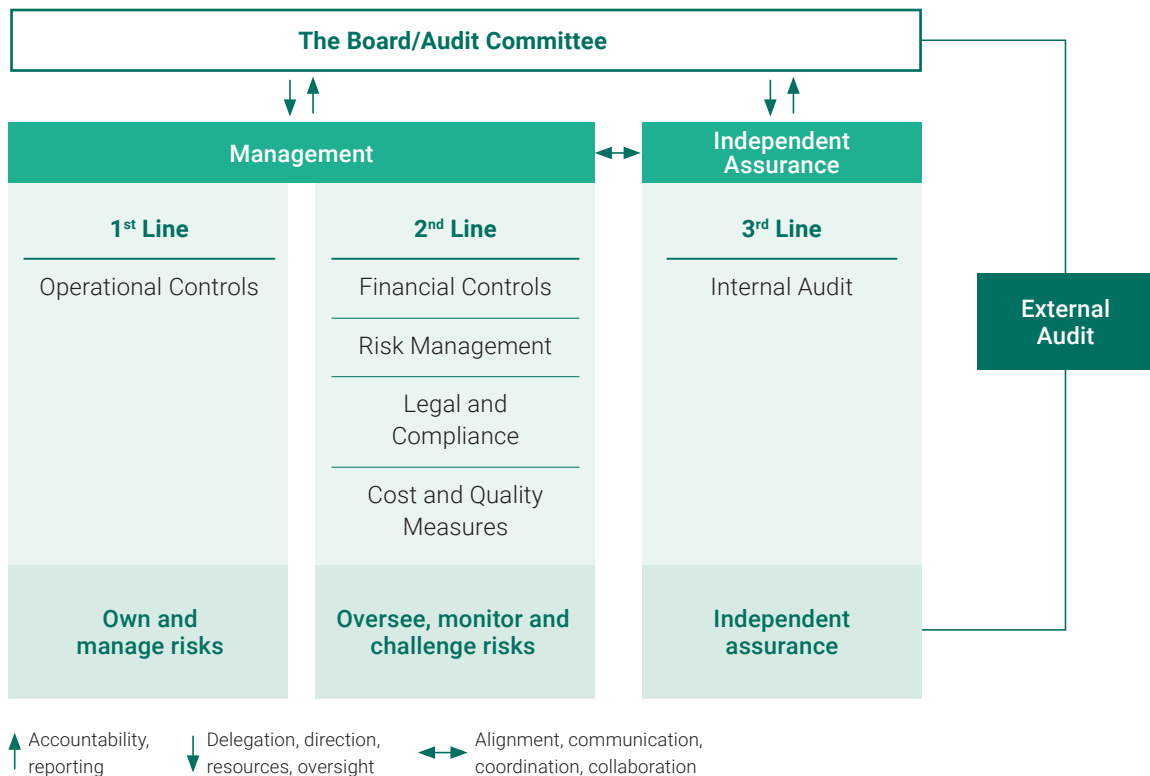 The Board/Audit Committee
Management
Independent
Assurance
1st Line
Operational Controls
2nd Line
Financial Controls
Risk Management
Legal and
Compliance
Cost and Quality
Measures
3rd Line
Internal Audit
External
Audit
Own and
manage risks
Oversee, monitor and
challenge risks
Independent
assurance
Accountability,
reporting
Delegation, direction,
resources, oversight
Alignment, communication,
coordination, collaboration